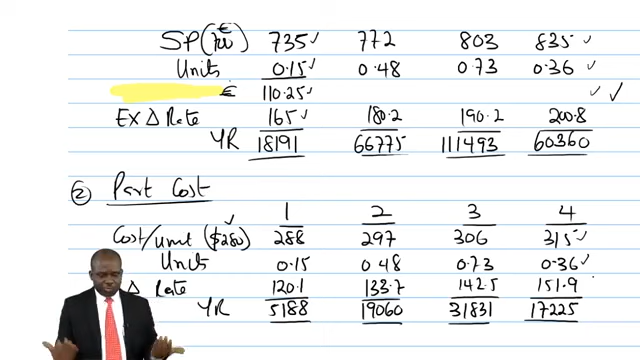 €
SP(700) 735 ✓ 772 803 835 ✓
Units 0.15 ✓ 0.48 0.73 0.36 ✓
€ 110.25 ✓ ✓ ✓
EX Δ Rate 165 ✓ 180.2 190.2 200.8
YR 18191 66775 111493 60360
② Part Cost
1 2 3 4
Cost/unit ($280) ✓ 288 297 306 315 ✓
Units 0.15 0.48 0.73 0.36 ✓
Δ Rate 120.1 133.7 142.5 151.9
YR 5188 19060 31831 17225